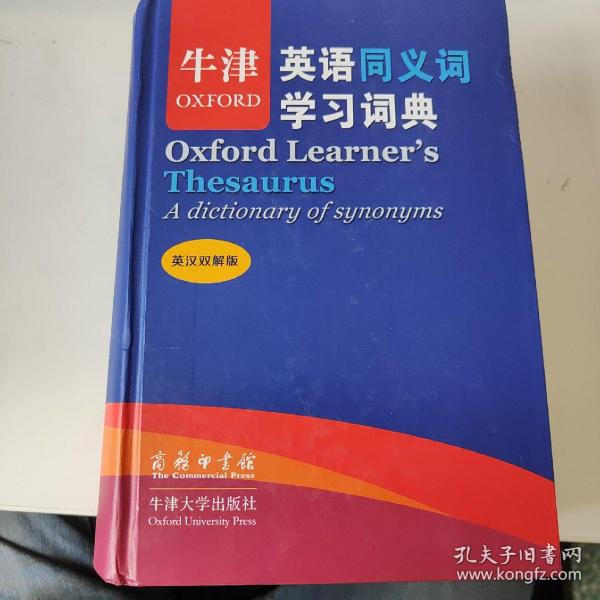 牛津
OXFORD
英语同义词
学习词典
Oxford Learner's
Thesaurus
A dictionary of synonyms
英汉双解版
商務印書館
The Commercial Press
牛津大学出版社
Oxford University Press
孔夫子旧書网
www.kongfz.com